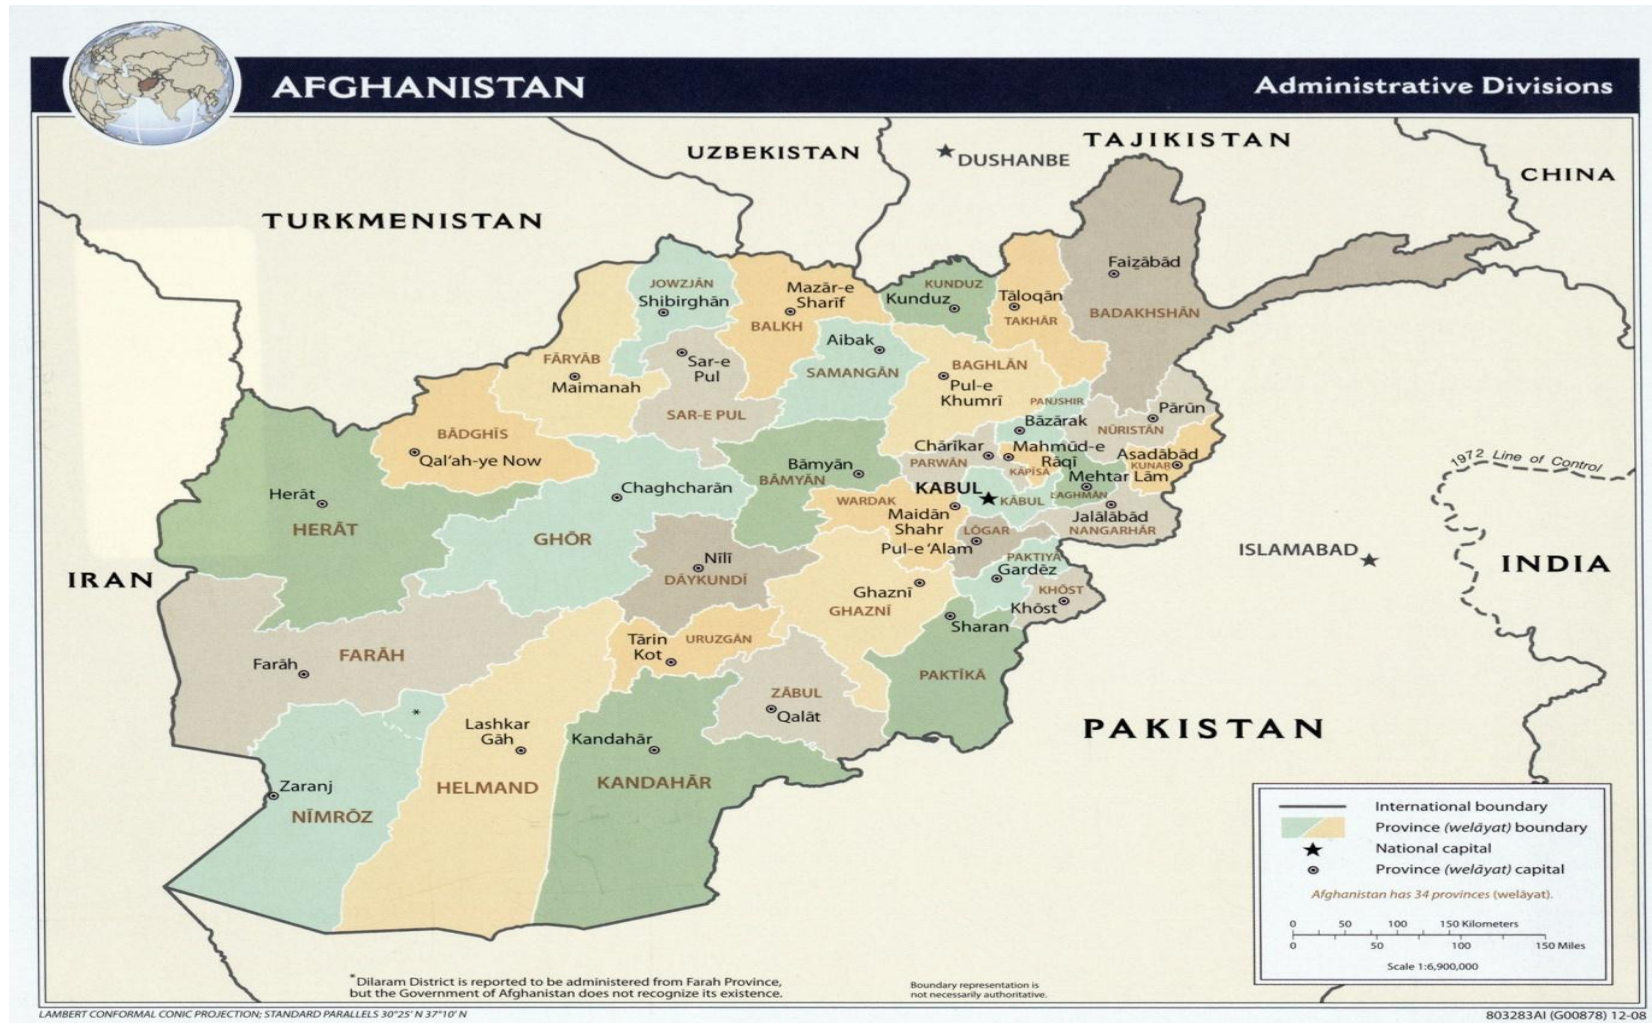 AFGHANISTAN
Administrative Divisions
UZBEKISTAN
DUSHANBE
TAJIKISTAN
CHINA
TURKMENISTAN
Faiẕābād
BADAKHSHĀN
JOWZJĀN
Shibirghān
Mazār-e
Sharīf
BALKH
KUNDUZ
Kunduz
Tāloqān
TAKHĀR
Aibak
SAMANGĀN
FĀRYĀB
Maimanah
Sar-e
Pul
SAR-E PUL
BAGHLĀN
Pul-e
Khumrī
PANJSHIR
Bāzārak
Pārūn
NŪRISTĀN
BĀDGHĪS
Qal'ah-ye Now
Chārīkar
PARWĀN
Mahmūd-e
Rāqī
KĀPĪSĀ
Asadābād
KUNAR
Mehtar Lām
LAGHMĀN
Herāt
HERĀT
Chaghcharān
GHŌR
Bāmyān
BĀMYĀN
KABUL
KĀBUL
WARDAK
Maidān
Shahr
LŌGAR
Pul-e 'Alam
Jalālābād
NANGARHĀR
ISLAMABAD
INDIA
1972 Line of Control
IRAN
Nīlī
DĀYKUNDĪ
PAKTIYĀ
Gardēz
Ghaznī
GHAZNĪ
KHŌST
Khōst
Sharan
PAKTĪKĀ
Tārin
Kot
URUZGĀN
Farāh
FARĀH
ZĀBUL
Qalāt
*
Lashkar
Gāh
HELMAND
Kandahār
KANDAHĀR
PAKISTAN
Zaranj
NĪMRŌZ
International boundary
Province (welāyat) boundary
National capital
Province (welāyat) capital
Afghanistan has 34 provinces (welāyat).
0 50 100 150 Kilometers
0 50 100 150 Miles
Scale 1:6,900,000
*Dilaram District is reported to be administered from Farah Province,
but the Government of Afghanistan does not recognize its existence.
Boundary representation is
not necessarily authoritative.
LAMBERT CONFORMAL CONIC PROJECTION; STANDARD PARALLELS 30°25' N 37°10' N
803283AI (G00878) 12-08